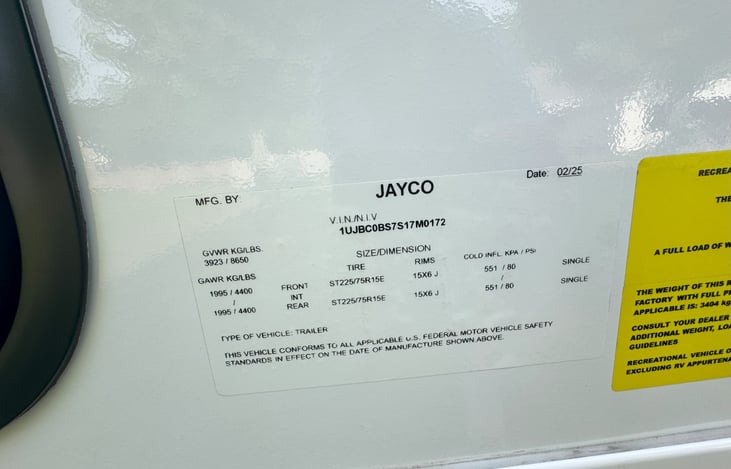 MFG. BY: JAYCO Date: 02/25
V.I.N./N.I.V
1UJBC0BS7S17M0172
GVWR KG/LBS.
3923 / 8650
SIZE/DIMENSION
GAWR KG/LBS TIRE RIMS COLD INFL. KPA / PSI
1995 / 4400 FRONT ST225/75R15E 15X6 J 551 / 80 SINGLE
/ INT /
1995 / 4400 REAR ST225/75R15E 15X6 J 551 / 80 SINGLE
TYPE OF VEHICLE: TRAILER
THIS VEHICLE CONFORMS TO ALL APPLICABLE U.S. FEDERAL MOTOR VEHICLE SAFETY
STANDARDS IN EFFECT ON THE DATE OF MANUFACTURE SHOWN ABOVE.
RECREA
THE
A FULL LOAD OF W
THE WEIGHT OF THIS R
FACTORY WITH FULL P
APPLICABLE IS: 3404 kg
CONSULT YOUR DEALER
ADDITIONAL WEIGHT, LOA
GUIDELINES
RECREATIONAL VEHICLE O
EXCLUDING RV APPURTENA